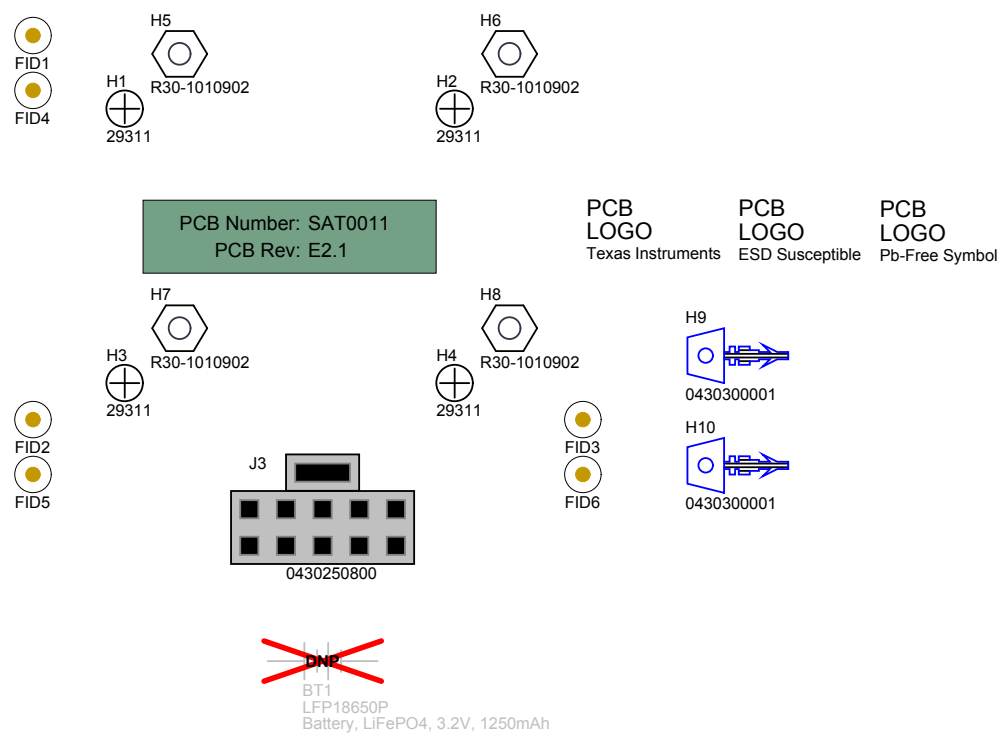 H5
H6
FID1
R30-1010902
R30-1010902
H1
H2
FID4
29311
29311
PCB Number: SAT0011
PCB Rev: E2.1
PCB
LOGO
Texas Instruments
PCB
LOGO
ESD Susceptible
PCB
LOGO
Pb-Free Symbol
H7
H8
R30-1010902
R30-1010902
H3
H4
29311
29311
H9
0430300001
FID2
FID3
H10
0430300001
FID5
FID6
J3
0430250800
DNP
BT1
LFP18650P
Battery, LiFePO4, 3.2V, 1250mAh